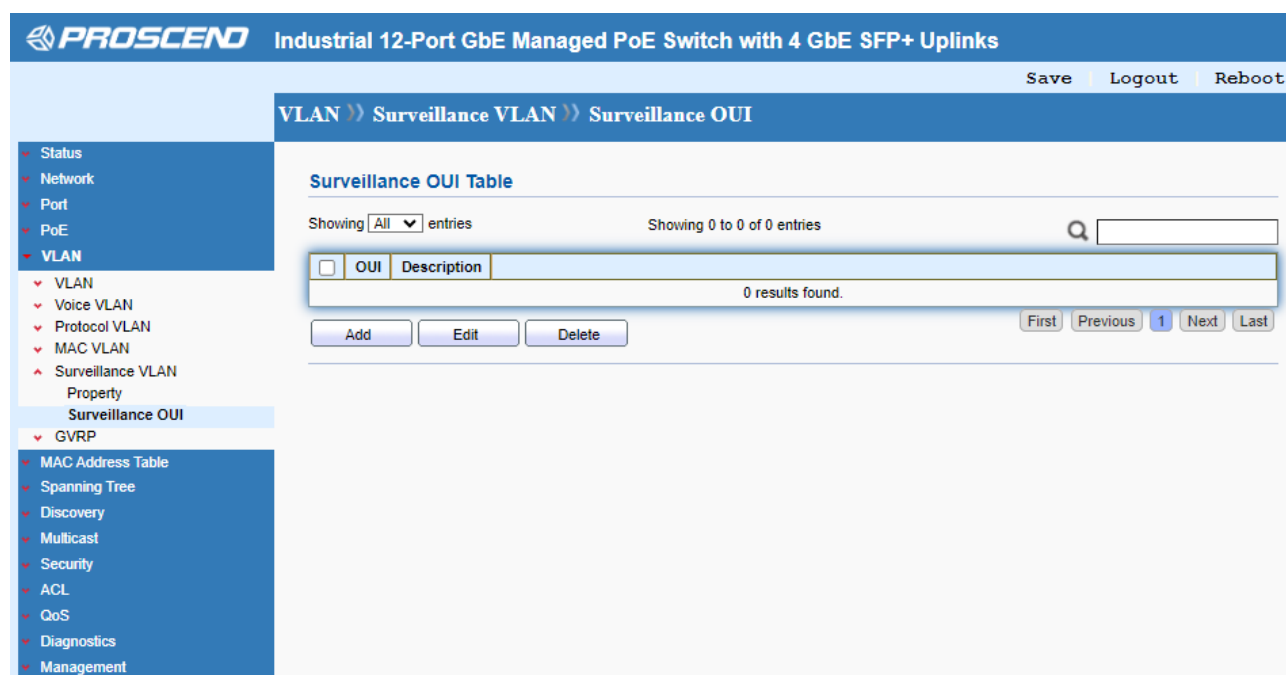 PROSCEND Industrial 12-Port GbE Managed PoE Switch with 4 GbE SFP+ Uplinks
Save Logout Reboot
VLAN >> Surveillance VLAN >> Surveillance OUI
Status
Network
Port
PoE
VLAN
VLAN
Voice VLAN
Protocol VLAN
MAC VLAN
Surveillance VLAN
Property
Surveillance OUI
GVRP
MAC Address Table
Spanning Tree
Discovery
Multicast
Security
ACL
QoS
Diagnostics
Management
Surveillance OUI Table
Showing All entries Showing 0 to 0 of 0 entries
OUI Description
0 results found.
Add Edit Delete First Previous 1 Next Last